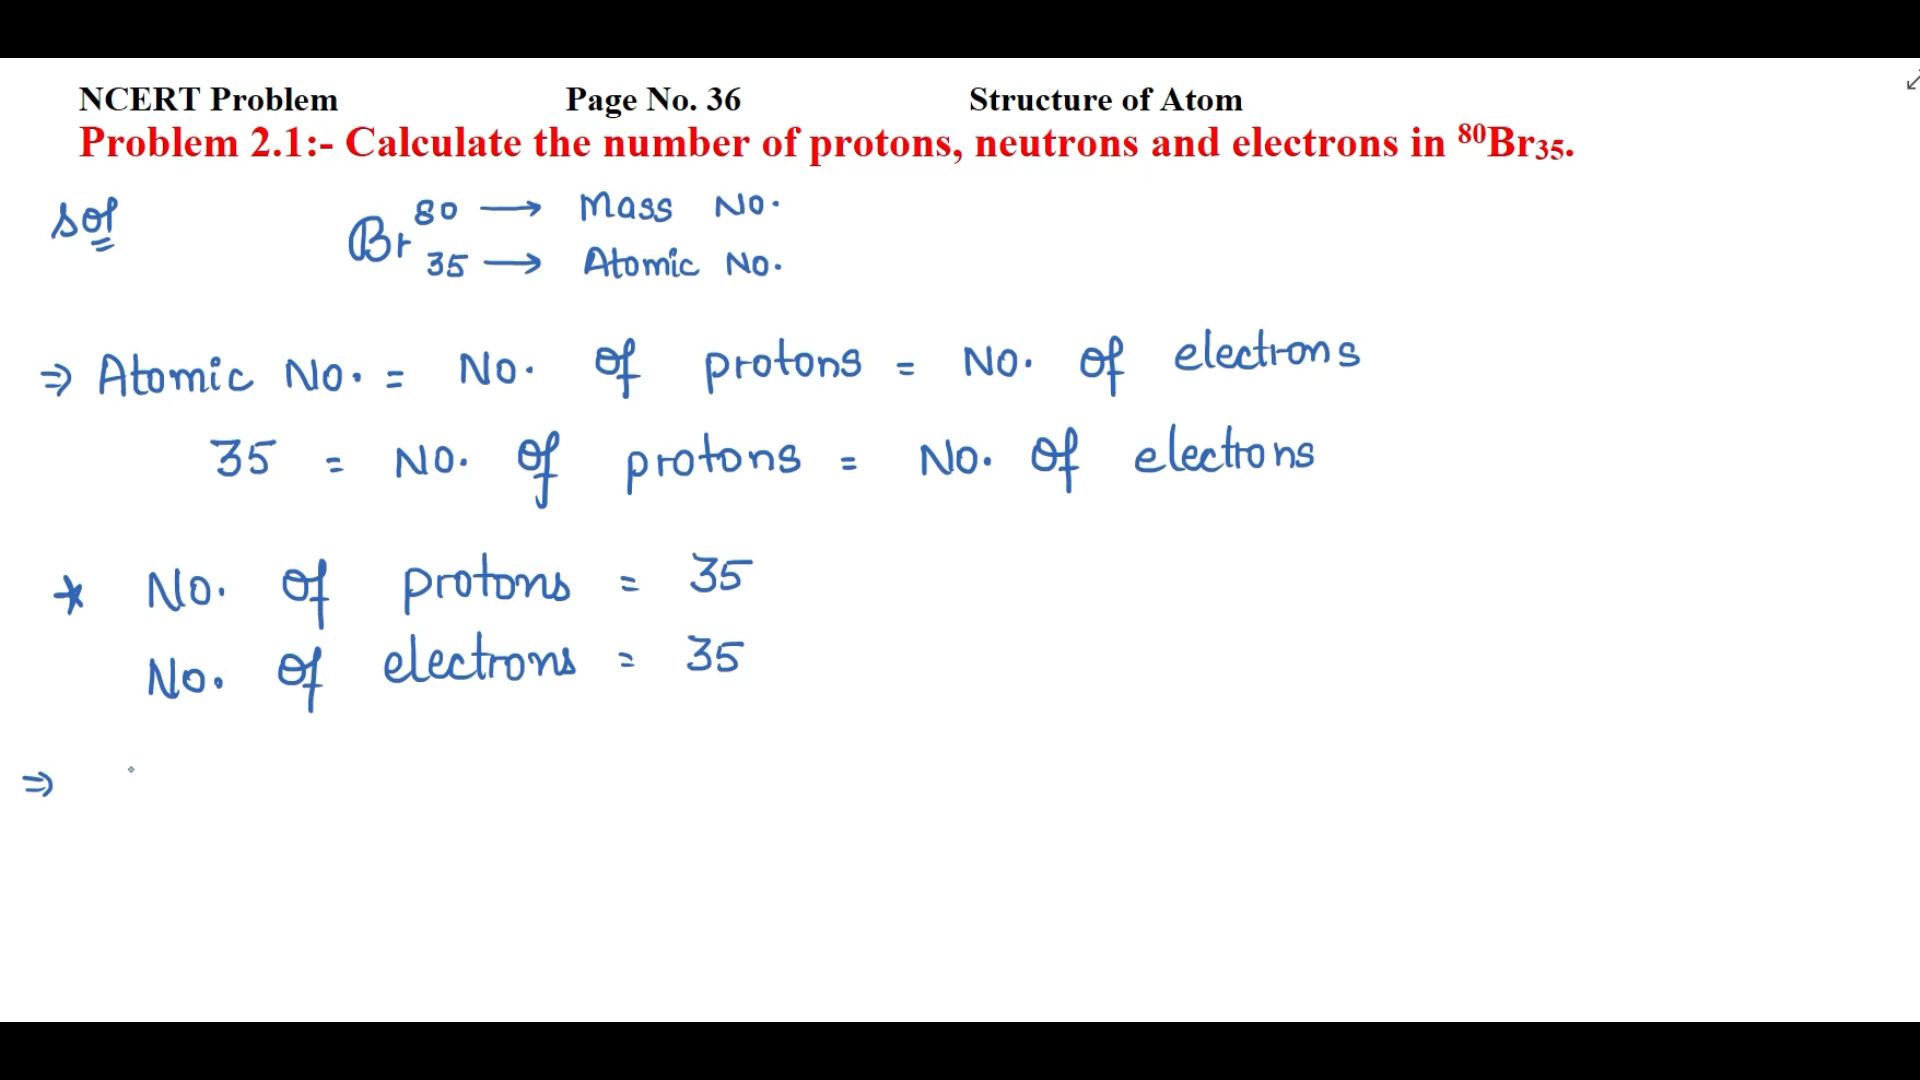 NCERT Problem Page No. 36 Structure of Atom
Problem 2.1:- Calculate the number of protons, neutrons and electrons in ⁸⁰Br₃₅.
Sol
Br ⁸⁰ → Mass No.
₃₅ → Atomic No.
⇒ Atomic No. = No. of protons = No. of electrons
35 = No. of protons = No. of electrons
* No. of protons = 35
No. of electrons = 35
⇒